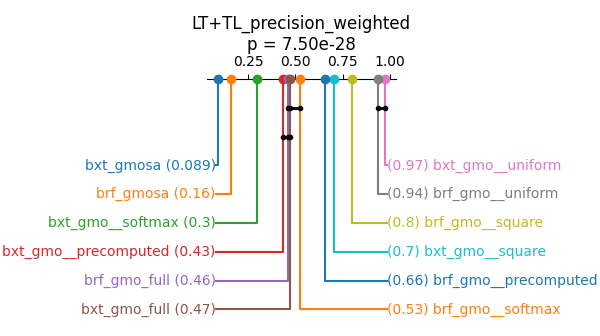 LT+TL_precision_weighted
p = 7.50e-28
0.25 0.50 0.75 1.00
bxt_gmosa (0.089)
(0.97) bxt_gmo__uniform
brf_gmosa (0.16)
(0.94) brf_gmo__uniform
bxt_gmo__softmax (0.3)
(0.8) brf_gmo__square
bxt_gmo__precomputed (0.43)
(0.7) bxt_gmo__square
brf_gmo_full (0.46)
(0.66) brf_gmo__precomputed
bxt_gmo_full (0.47)
(0.53) brf_gmo__softmax